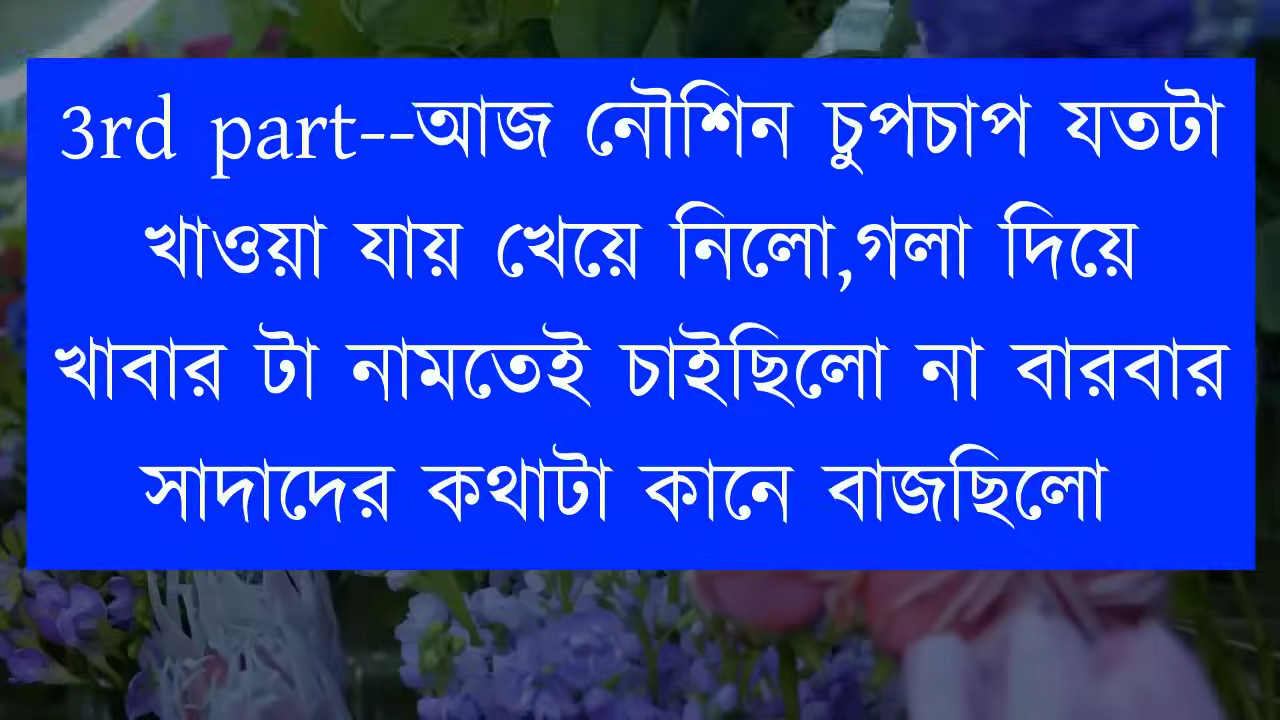 3rd part--আজ নৌশিন চুপচাপ যতটা
খাওয়া যায় খেয়ে নিলো,গলা দিয়ে
খাবার টা নামতেই চাইছিলো না বারবার
সাদাদের কথাটা কানে বাজছিলো